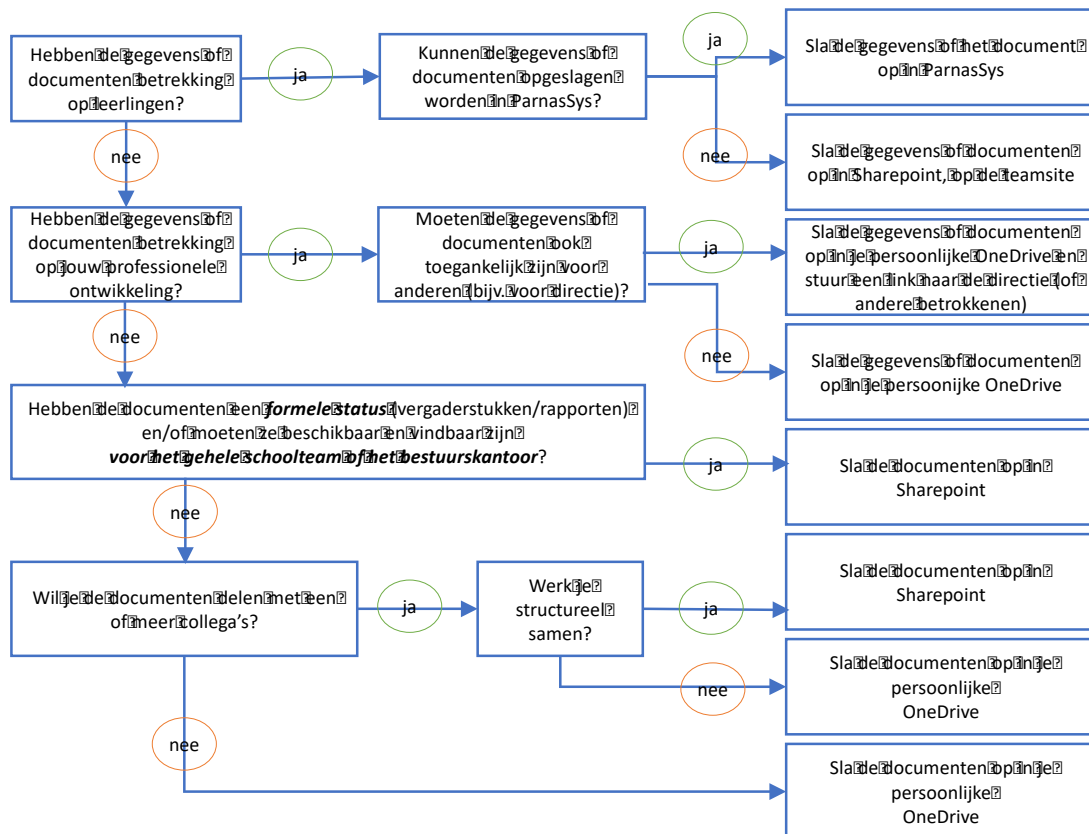 Hebben de gegevens of
documenten betrekking
op leerlingen?
ja
Kunnen de gegevens of
documenten opgeslagen
worden in ParnasSys?
ja
Sla de gegevens of het document
op in ParnasSys
nee
Sla de gegevens of documenten
op in Sharepoint, op de teamsite
nee
Hebben de gegevens of
documenten betrekking
op jouw professionele
ontwikkeling?
ja
Moeten de gegevens of
documenten ook
toegankelijk zijn voor
anderen (bijv. voor directie)?
ja
Sla de gegevens of documenten
op in je persoonlijke OneDrive en
stuur een link naar de directie (of
andere betrokkenen)
nee
Sla de gegevens of documenten
op in je persoonijke OneDrive
nee
Hebben de documenten een formele status (vergaderstukken/rapporten)
en/of moeten ze beschikbaar en vindbaar zijn
voor het gehele schoolteam of het bestuurskantoor?
ja
Sla de documenten op in
Sharepoint
nee
Wil je de documenten delen met een
of meer collega's?
ja
Werk je
structureel
samen?
ja
Sla de documenten op in
Sharepoint
nee
Sla de documenten op in je
persoonlijke
OneDrive
nee
Sla de documenten op in je
persoonlijke
OneDrive